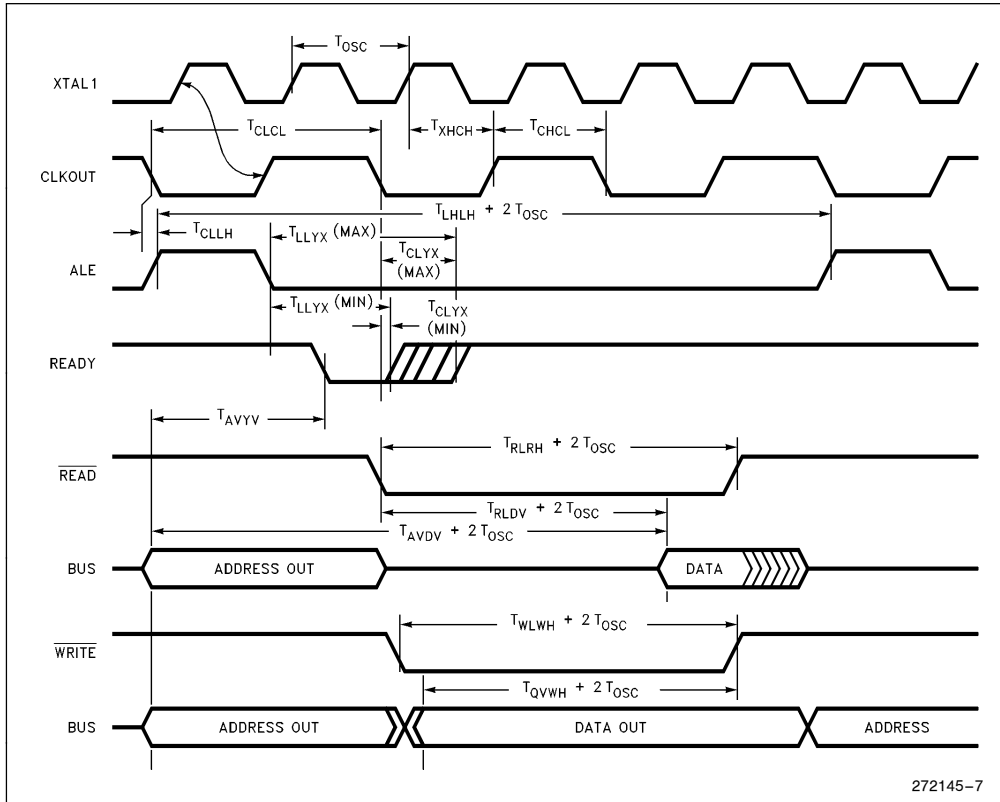 T_OSC
XTAL1
T_CLCL
T_XHCH
T_CHCL
CLKOUT
T_LHLH + 2 T_OSC
T_CLLH
T_LLYX (MAX)
T_CLYX
(MAX)
ALE
T_LLYX (MIN)
T_CLYX
(MIN)
READY
T_AVYV
T_RLRH + 2 T_OSC
READ
T_RLDV + 2 T_OSC
T_AVDV + 2 T_OSC
BUS
ADDRESS OUT
DATA
T_WLWH + 2 T_OSC
WRITE
T_QVWH + 2 T_OSC
BUS
ADDRESS OUT
DATA OUT
ADDRESS
272145-7